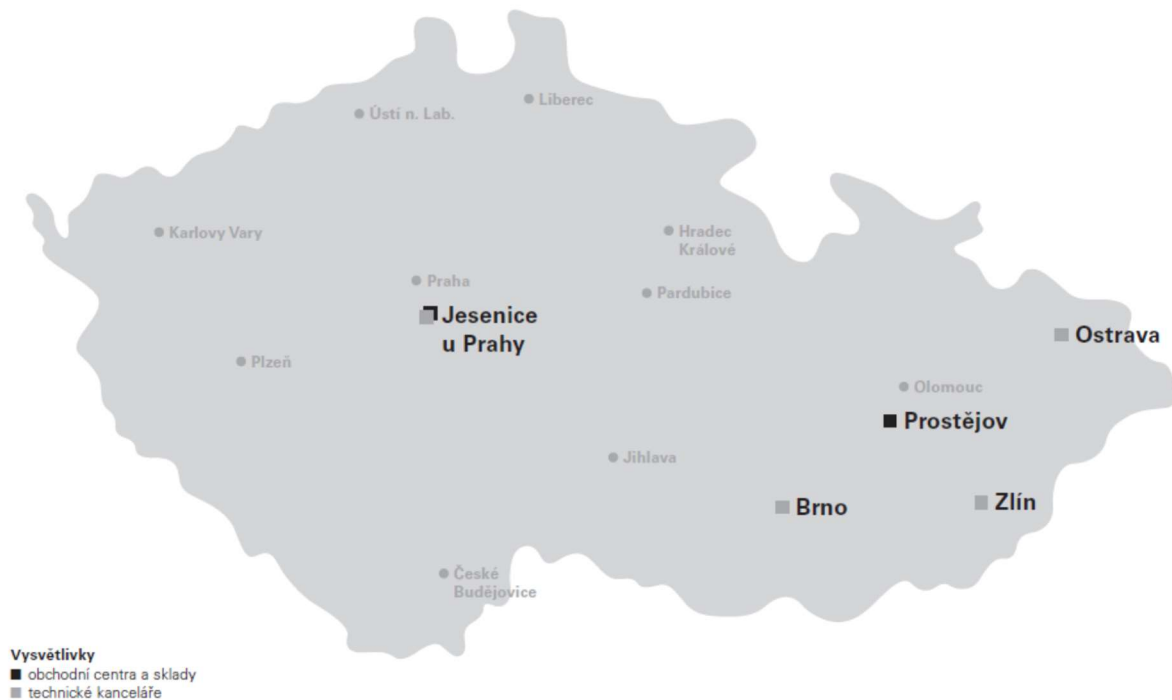 Liberec
Ústí n. Lab.
Karlovy Vary
Hradec
Králové
Praha
Pardubice
Jesenice
u Prahy
Ostrava
Plzeň
Olomouc
Prostějov
Jihlava
Brno
Zlín
České
Budějovice
Vysvětlivky
obchodní centra a sklady
technické kanceláře